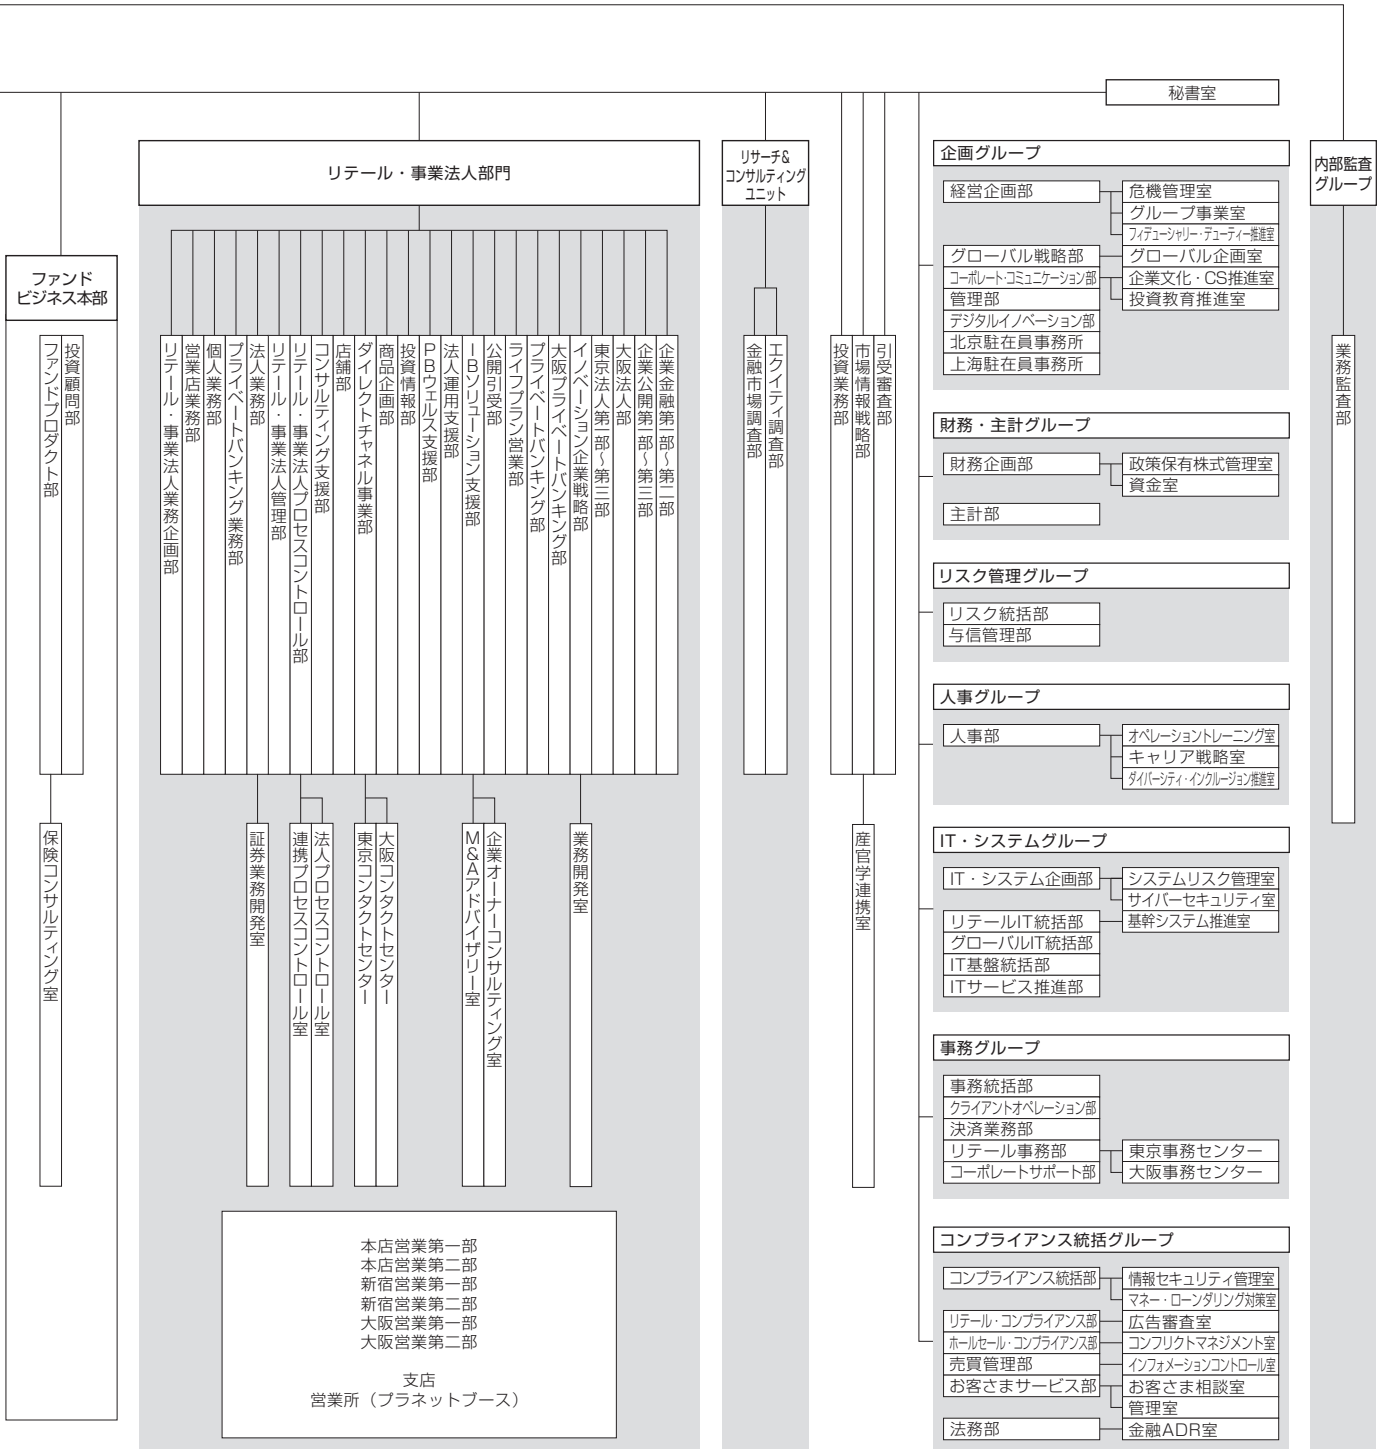 秘書室
ファンド
ビジネス本部
投資顧問部
ファンドプロダクト部
保険コンサルティング室
リテール・事業法人部門
リテール・事業法人業務企画部
営業店業務部
個人業務部
プライベートバンキング業務部
法人業務部
リテール・事業法人管理部
リテール・事業法人プロセスコントロール部
コンサルティング支援部
店舗部
ダイレクトチャネル事業部
商品企画部
投資情報部
PBウェルス支援部
法人運用支援部
IBソリューション支援部
公開引受部
ライフプラン営業部
プライベートバンキング部
大阪プライベートバンキング部
イノベーション企業戦略部
東京法人第一部～第三部
大阪法人部
企業公開第一部～第三部
企業金融第一部～第二部
証券業務開発室
連携プロセスコントロール室
法人プロセスコントロール室
東京コンタクトセンター
大阪コンタクトセンター
M&Aアドバイザリー室
企業オーナーコンサルティング室
業務開発室
本店営業第一部
本店営業第二部
新宿営業第一部
新宿営業第二部
大阪営業第一部
大阪営業第二部
支店
営業所（プラネットブース）
リサーチ&
コンサルティング
ユニット
金融市場調査部
エクイティ調査部
投資業務部
市場情報戦略部
引受審査部
産官学連携室
企画グループ
経営企画部
危機管理室
グループ事業室
フィデューシャリー・デューティー推進室
グローバル戦略部
グローバル企画室
コーポレート・コミュニケーション部
企業文化・CS推進室
管理部
投資教育推進室
デジタルイノベーション部
北京駐在員事務所
上海駐在員事務所
財務・主計グループ
財務企画部
政策保有株式管理室
資金室
主計部
リスク管理グループ
リスク統括部
与信管理部
人事グループ
人事部
オペレーショントレーニング室
キャリア戦略室
ダイバーシティ・インクルージョン推進室
IT・システムグループ
IT・システム企画部
システムリスク管理室
サイバーセキュリティ室
リテールIT統括部
基幹システム推進室
グローバルIT統括部
IT基盤統括部
ITサービス推進部
事務グループ
事務統括部
クライアントオペレーション部
決済業務部
リテール事務部
東京事務センター
コーポレートサポート部
大阪事務センター
コンプライアンス統括グループ
コンプライアンス統括部
情報セキュリティ管理室
マネー・ローンダリング対策室
リテール・コンプライアンス部
広告審査室
ホールセール・コンプライアンス部
コンフリクトマネジメント室
売買管理部
インフォメーションコントロール室
お客さまサービス部
お客さま相談室
管理室
法務部
金融ADR室
内部監査
グループ
業務監査部